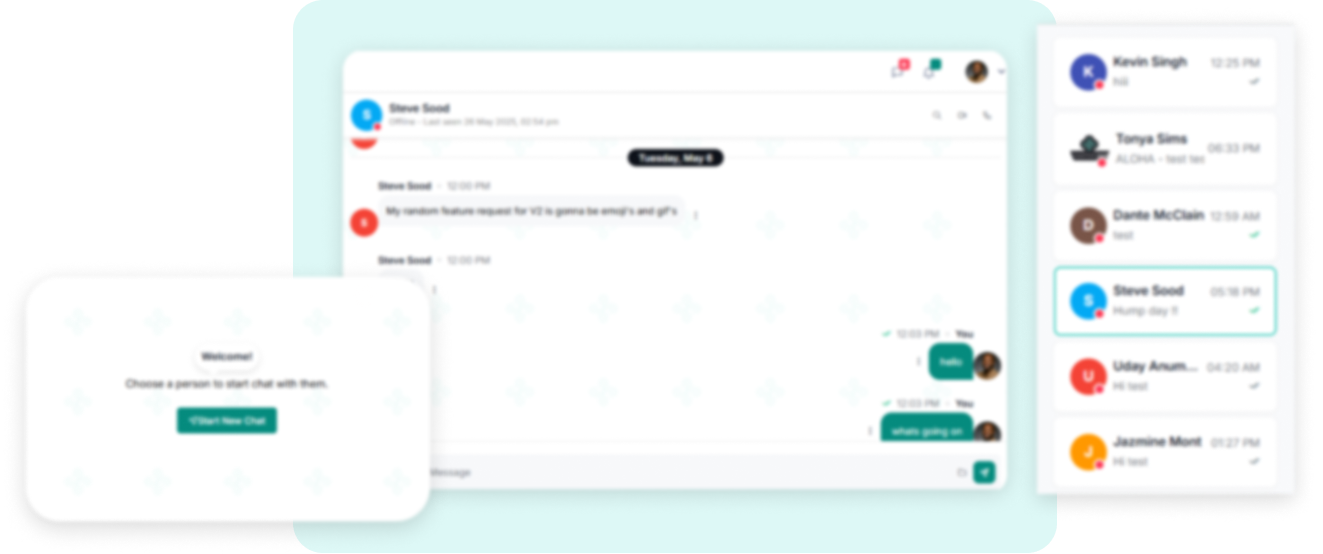 Steve Sood
Offline - Last seen 26 May 2025, 02:54 pm
Tuesday, May 6
Steve Sood · 12:00 PM
My random feature request for V2 is gonna be emoji's and gif's
S
Steve Sood · 12:00 PM
12:03 PM · You
hello
12:03 PM · You
whats going on
Message
Welcome!
Choose a person to start chat with them.
Start New Chat
K
Kevin Singh 12:25 PM
hiii
Tonya Sims 06:33 PM
ALOHA - test tes
D
Dante McClain 12:59 AM
test
S
Steve Sood 05:18 PM
Hump day !!
U
Uday Anum... 04:20 AM
Hi test
J
Jazmine Mont 01:27 PM
Hi test